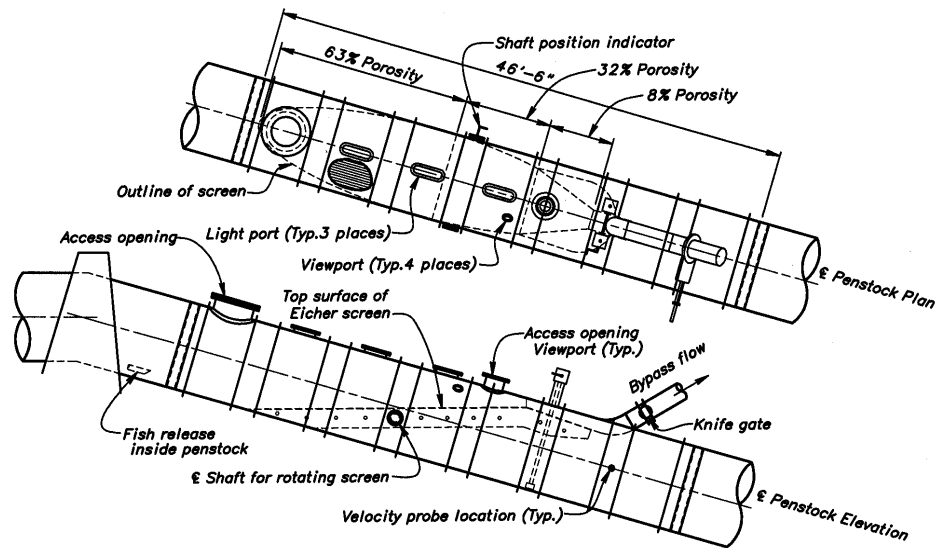 Shaft position indicator
63% Porosity
46'-6"
32% Porosity
8% Porosity
Outline of screen
Light port (Typ.3 places)
Viewport (Typ.4 places)
℄ Penstock Plan
Access opening
Top surface of
Eicher screen
Access opening
Viewport (Typ.)
Bypass flow
Knife gate
Fish release
inside penstock
℄ Shaft for rotating screen
Velocity probe location (Typ.)
℄ Penstock Elevation